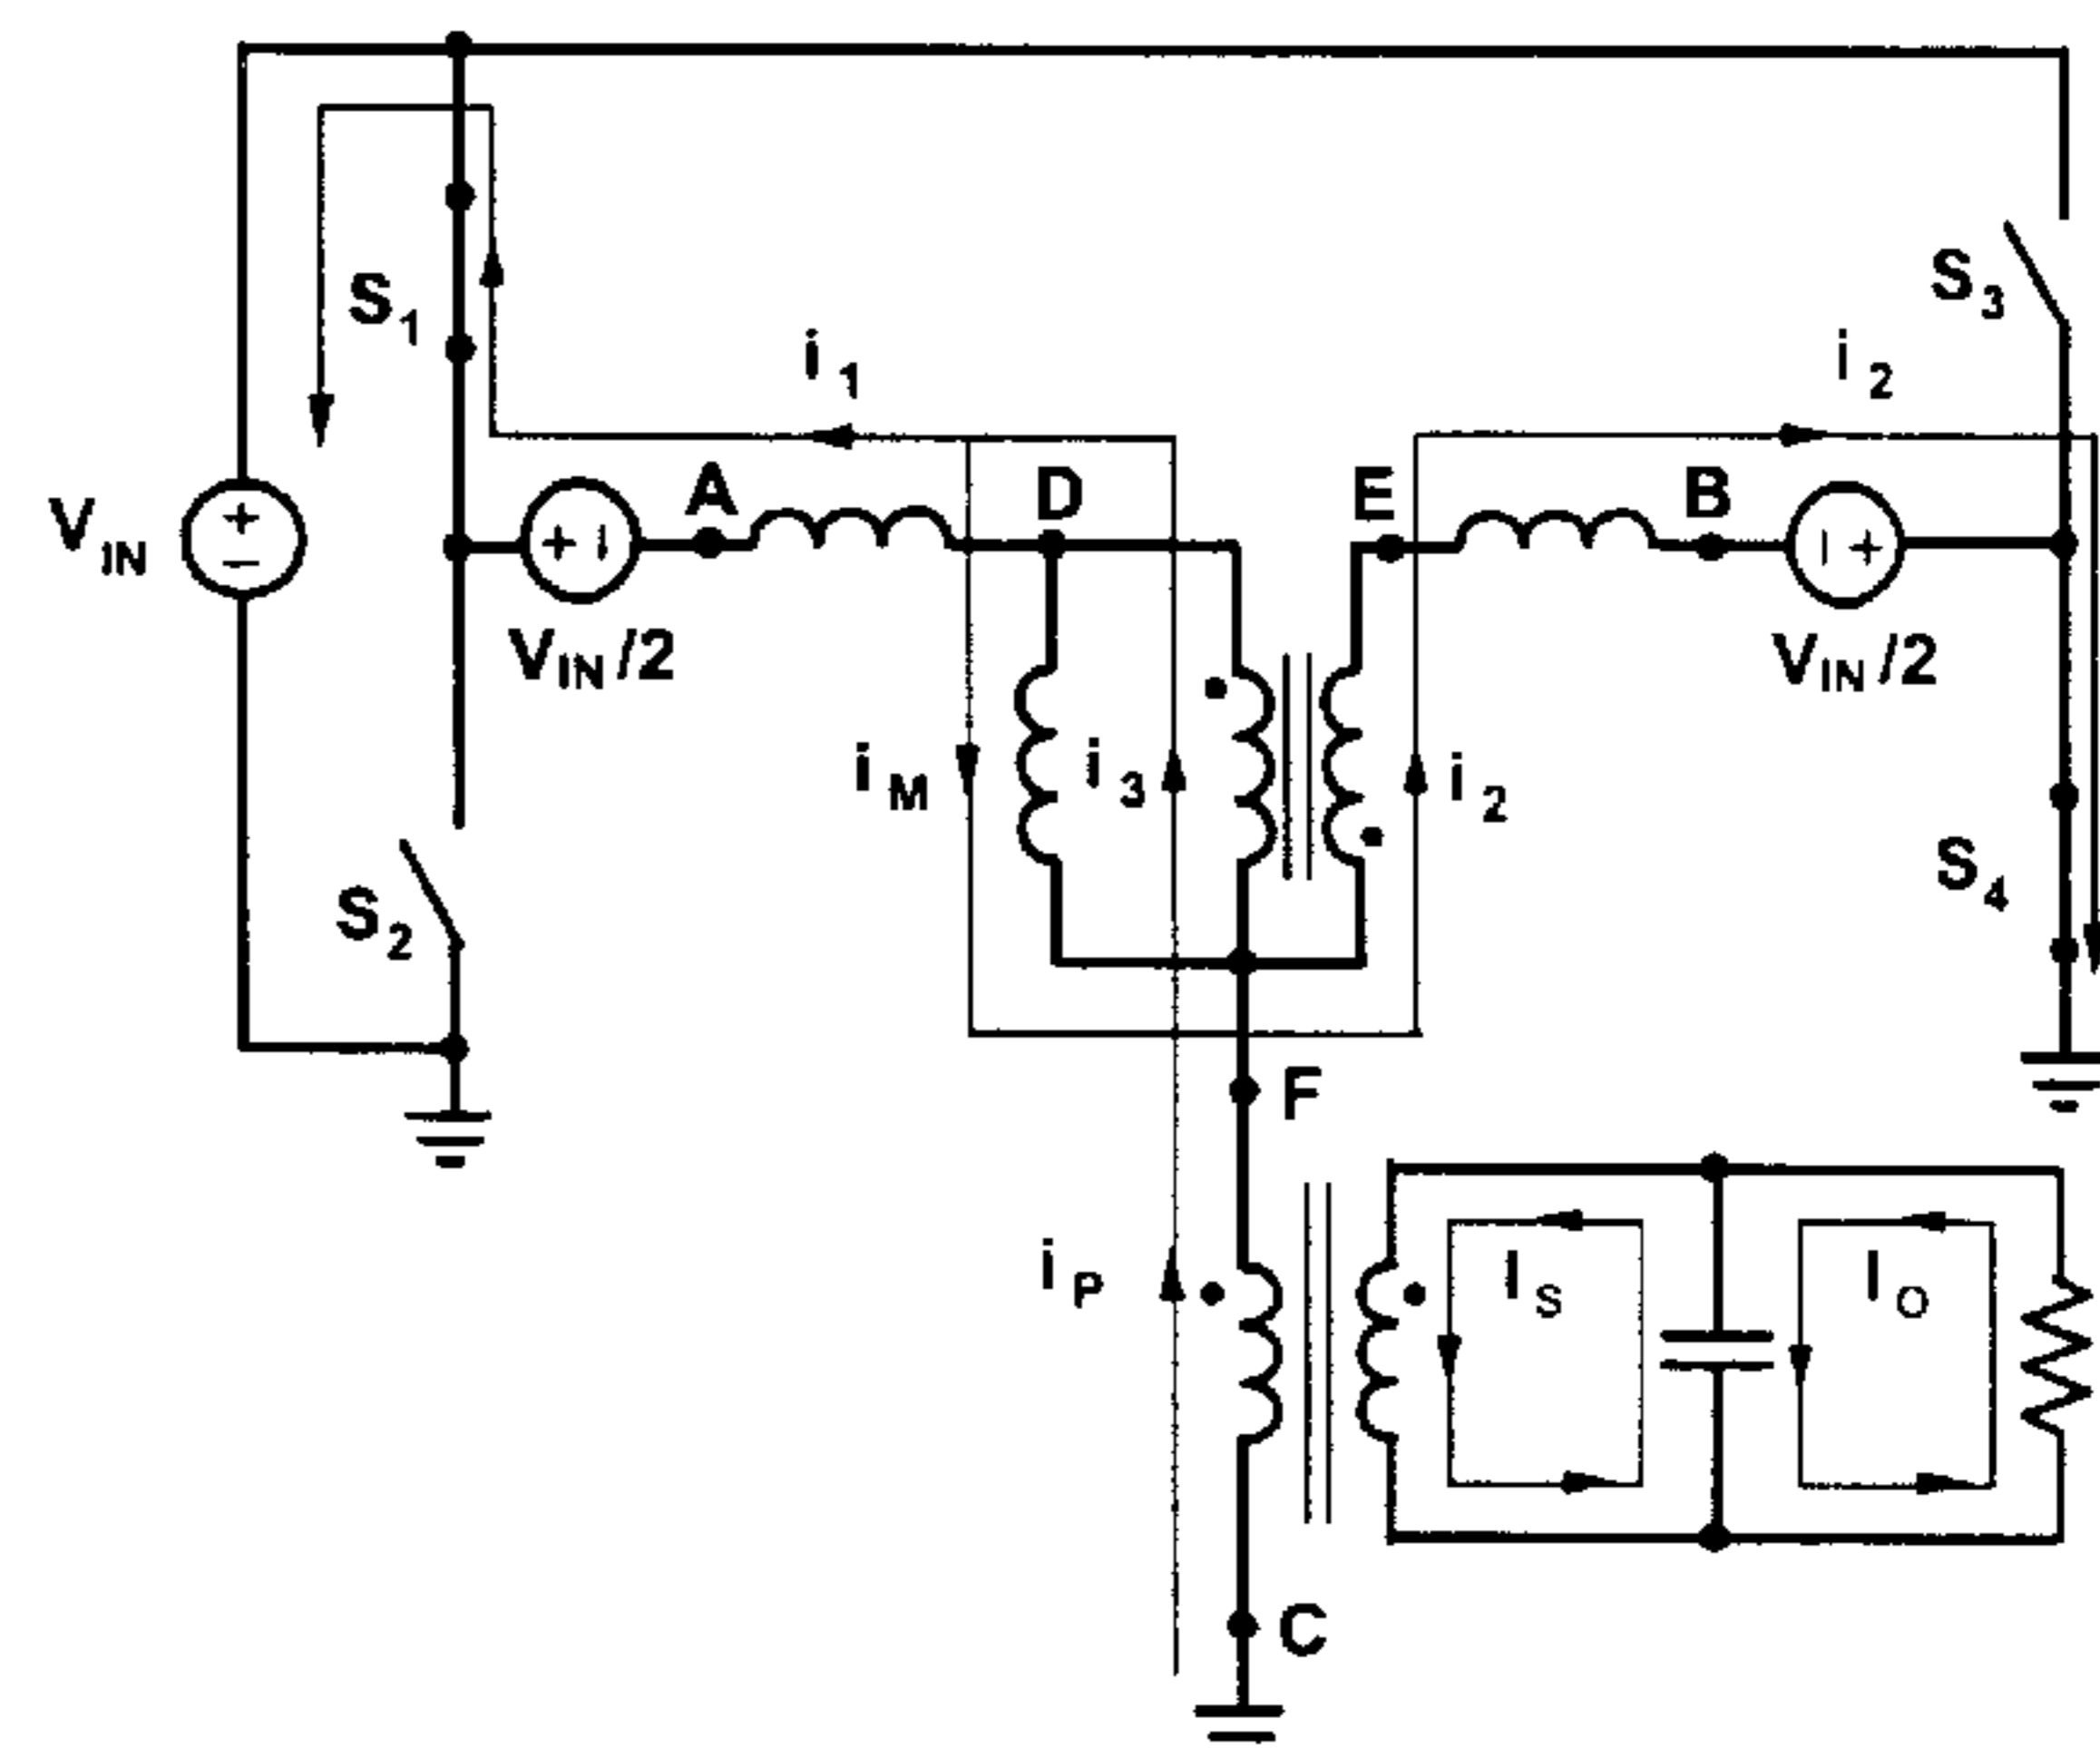 S1
S3
i1
i2
VIN
+
−
A
D
E
B
+ −
− +
VIN/2
VIN/2
iM
i3
i2
S2
S4
F
iP
IS
IO
C